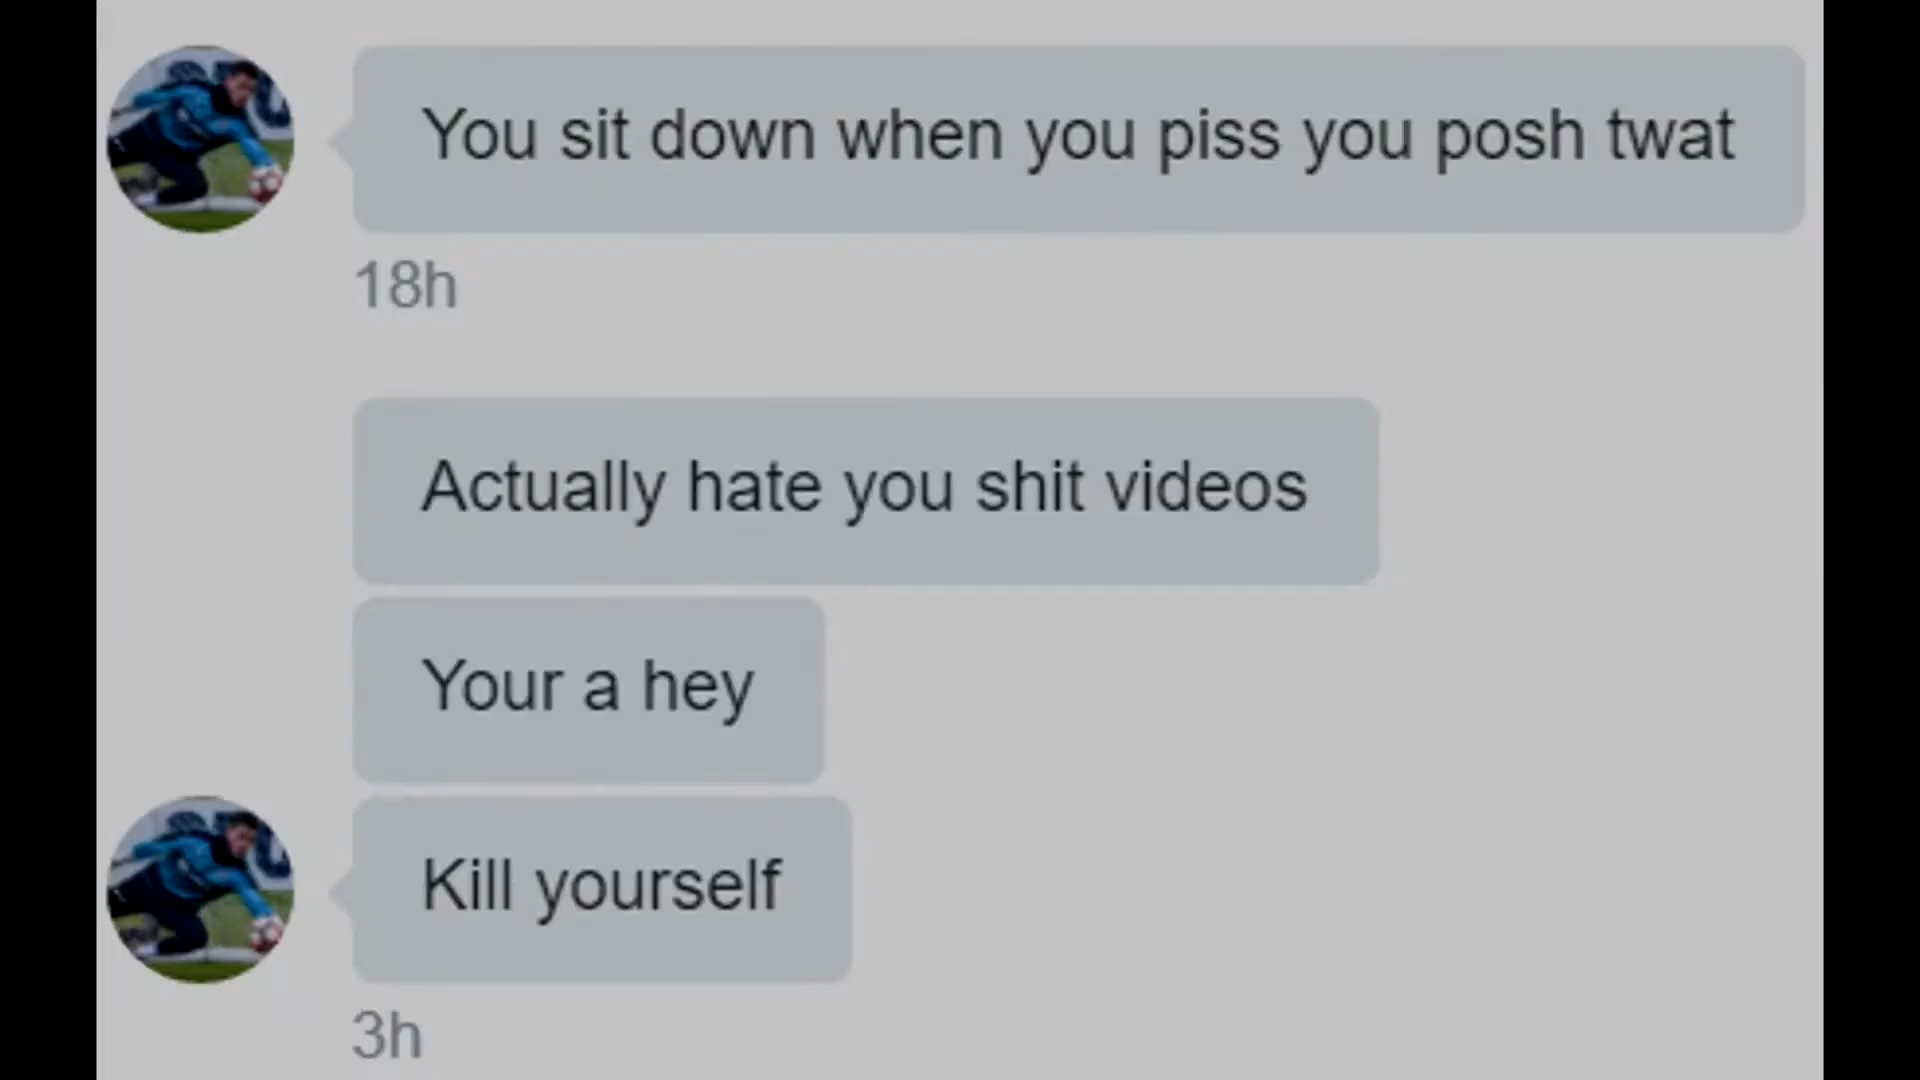 You sit down when you piss you posh twat
18h
Actually hate you shit videos
Your a hey
Kill yourself
3h